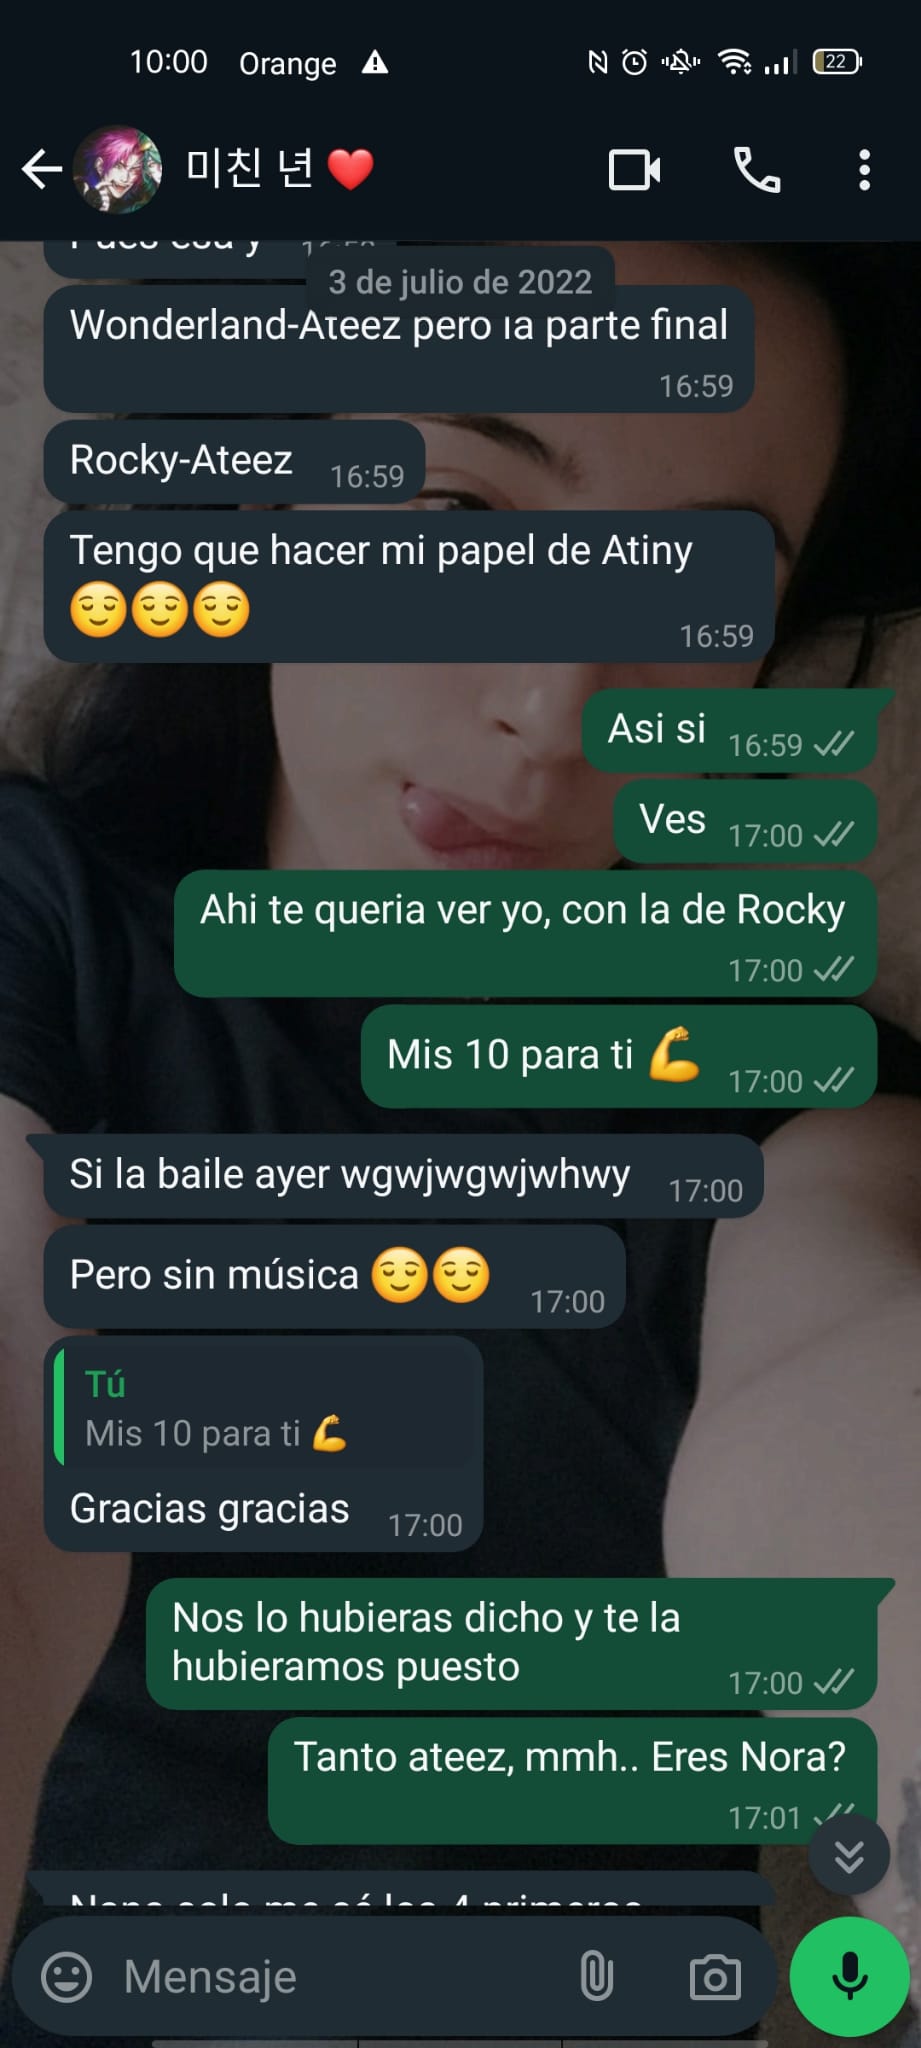 10:00 Orange
22
미친 년❤️
3 de julio de 2022
Wonderland-Ateez pero la parte final
16:59
Rocky-Ateez 16:59
Tengo que hacer mi papel de Atiny
😌😌😌
16:59
Asi si 16:59
Ves 17:00
Ahi te queria ver yo, con la de Rocky
17:00
Mis 10 para ti 💪 17:00
Si la baile ayer wgwjwgwjwhwy 17:00
Pero sin música 😌😌 17:00
Tú
Mis 10 para ti 💪
Gracias gracias 17:00
Nos lo hubieras dicho y te la
hubieramos puesto 17:00
Tanto ateez, mmh.. Eres Nora?
17:01
Mensaje